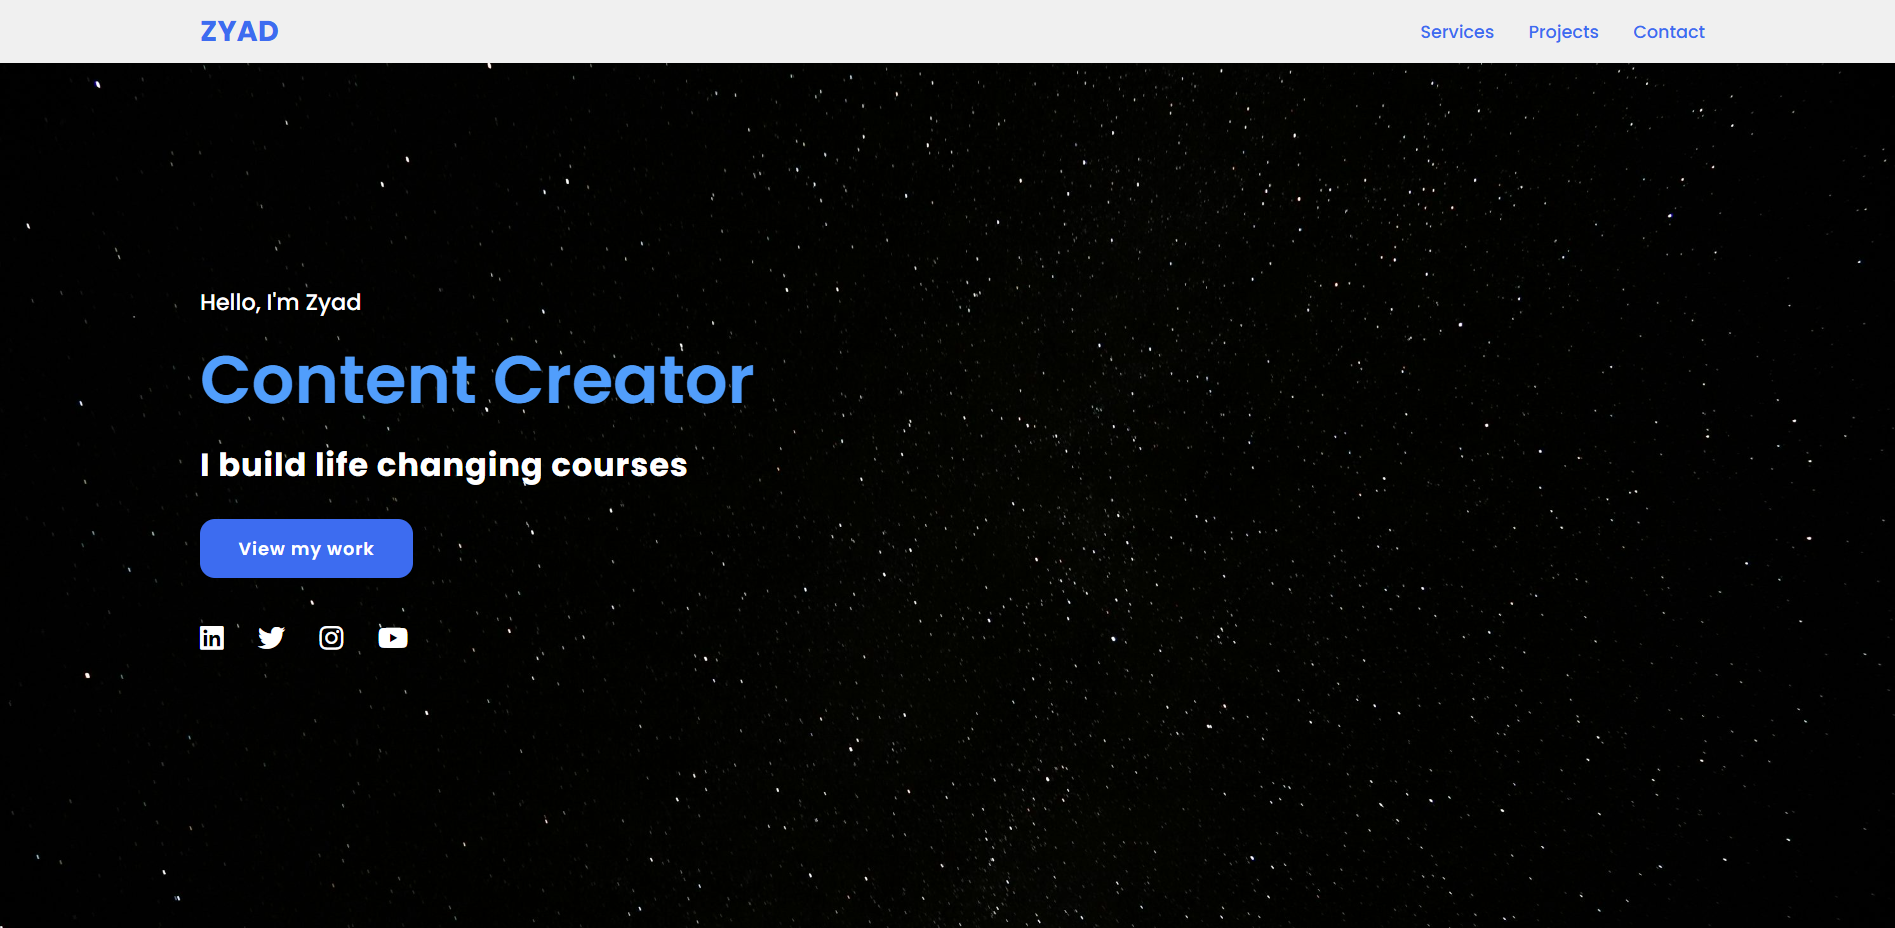 ZYAD
Services Projects Contact
Hello, I'm Zyad
Content Creator
I build life changing courses
View my work